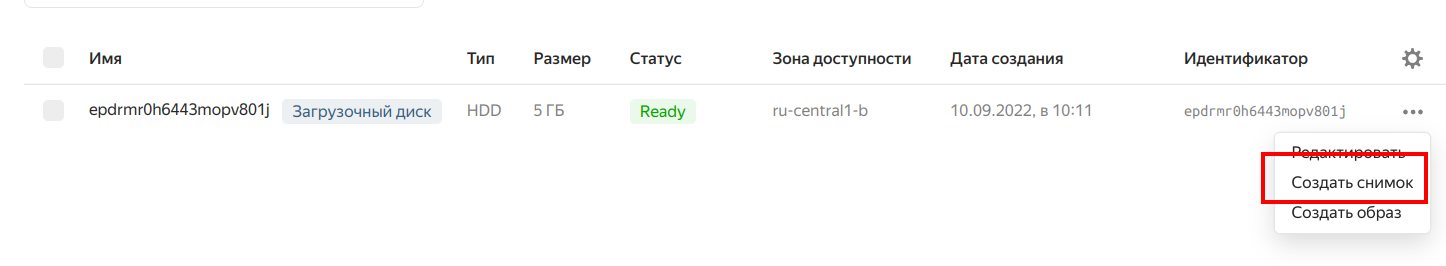 Имя Тип Размер Статус Зона доступности Дата создания Идентификатор
epdrmr0h6443mopv801j Загрузочный диск HDD 5 ГБ Ready ru-central1-b 10.09.2022, в 10:11 epdrmr0h6443mopv801j
Редактировать
Создать снимок
Создать образ